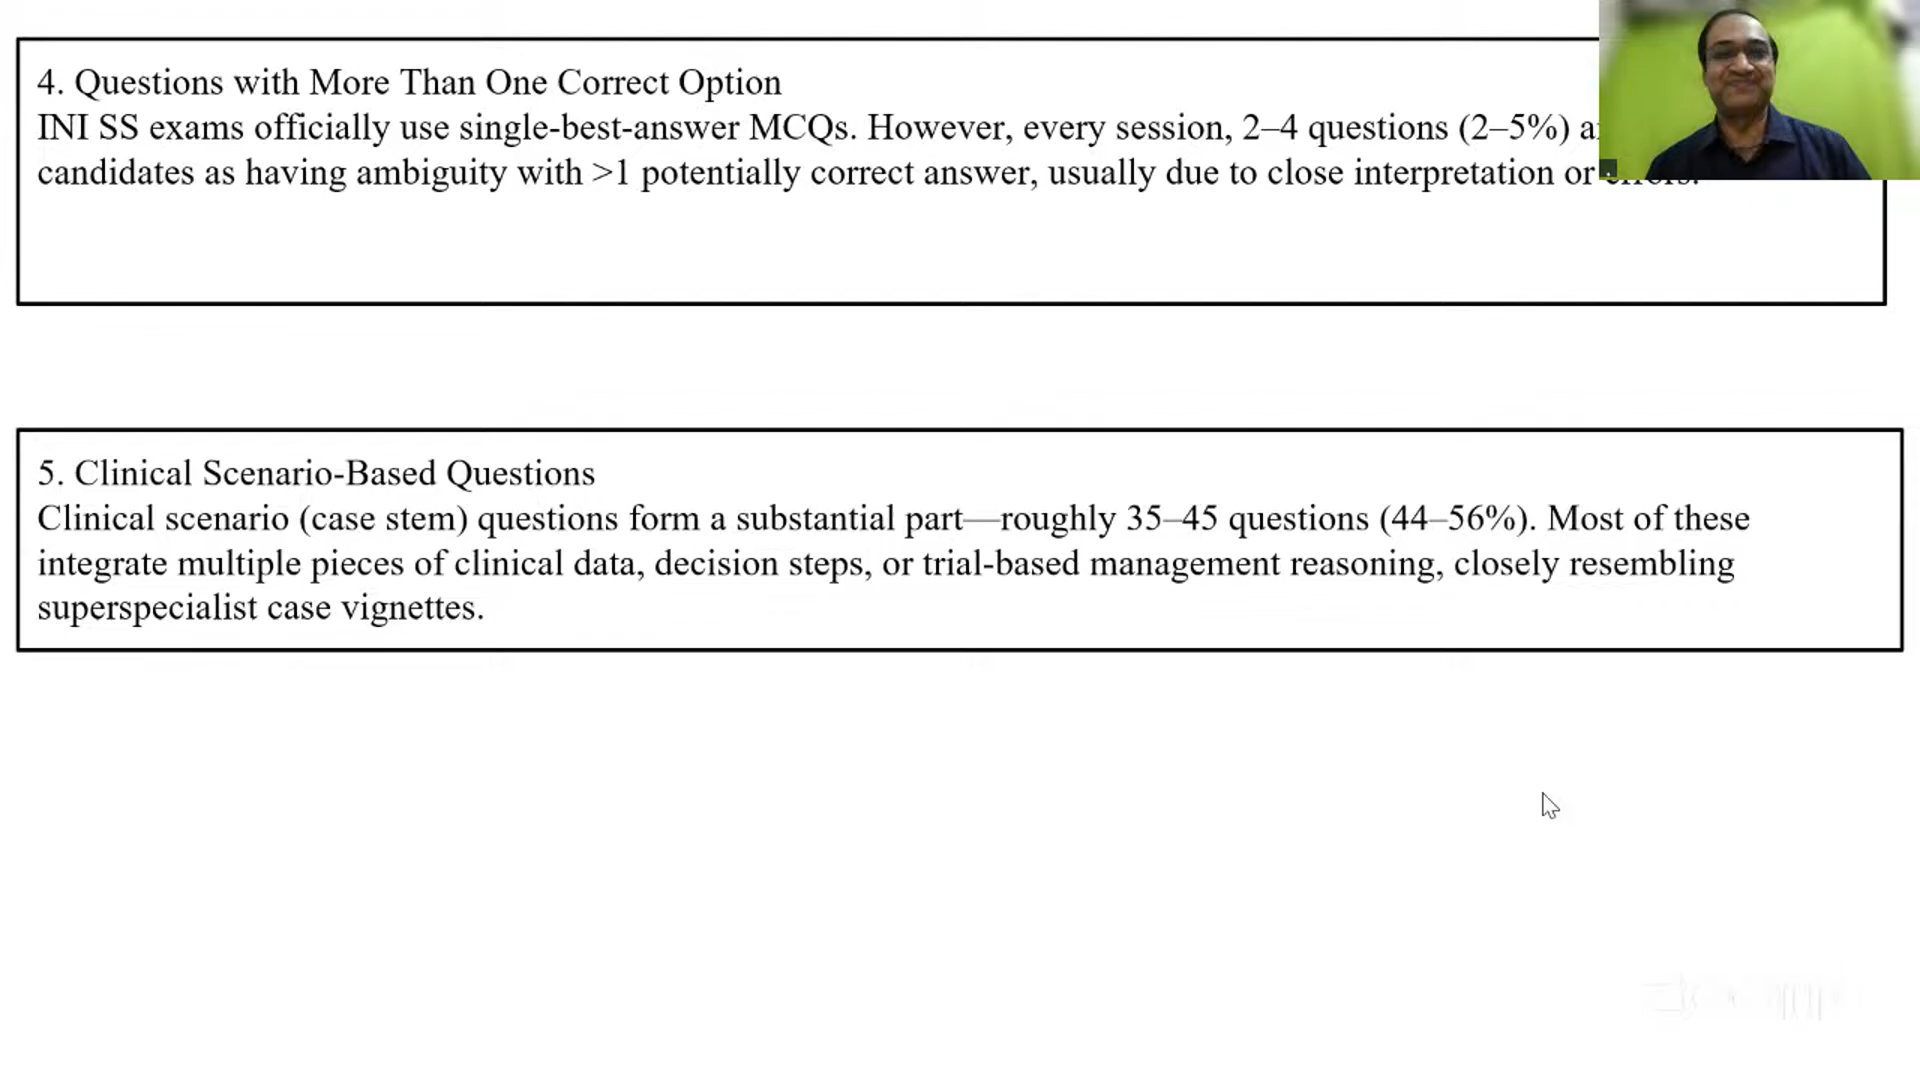 4. Questions with More Than One Correct Option
INI SS exams officially use single-best-answer MCQs. However, every session, 2–4 questions (2–5%)
candidates as having ambiguity with >1 potentially correct answer, usually due to close interpretation or errors.
5. Clinical Scenario-Based Questions
Clinical scenario (case stem) questions form a substantial part—roughly 35–45 questions (44–56%). Most of these
integrate multiple pieces of clinical data, decision steps, or trial-based management reasoning, closely resembling
superspecialist case vignettes.